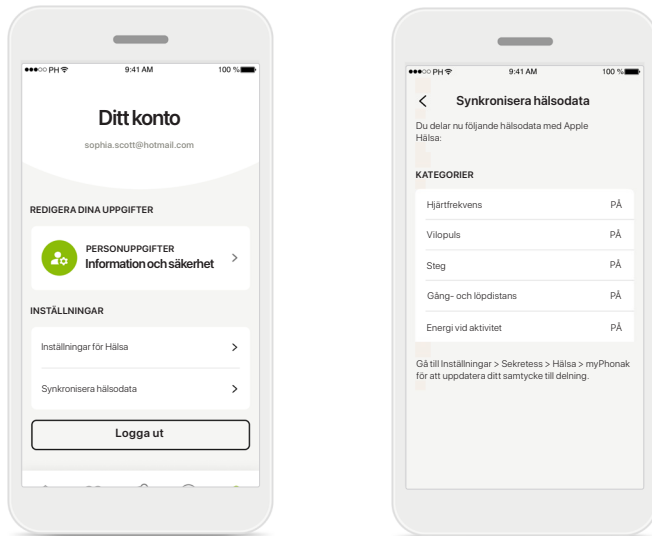 ●●●○○ PH 9:41 AM 100 %
Ditt konto
sophia.scott@hotmail.com
REDIGERA DINA UPPGIFTER
PERSONUPPGIFTER
Information och säkerhet
INSTÄLLNINGAR
Inställningar för Hälsa
Synkronisera hälsodata
Logga ut
●●●○○ PH 9:41 AM 100 %
Synkronisera hälsodata
Du delar nu följande hälsodata med Apple
Hälsa:
KATEGORIER
Hjärtfrekvens PÅ
Vilopuls PÅ
Steg PÅ
Gång- och löpdistans PÅ
Energi vid aktivitet PÅ
Gå till Inställningar > Sekretess > Hälsa > myPhonak
för att uppdatera ditt samtycke till delning.